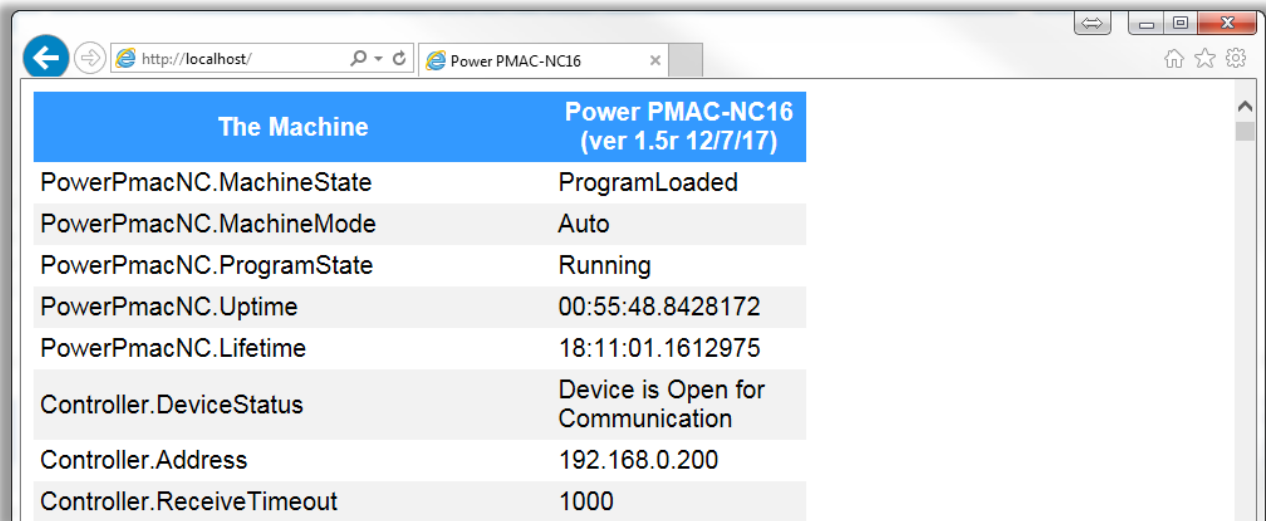 http://localhost/
Power PMAC-NC16
The Machine
Power PMAC-NC16
(ver 1.5r 12/7/17)
PowerPmacNC.MachineState ProgramLoaded
PowerPmacNC.MachineMode Auto
PowerPmacNC.ProgramState Running
PowerPmacNC.Uptime 00:55:48.8428172
PowerPmacNC.Lifetime 18:11:01.1612975
Controller.DeviceStatus Device is Open for
Communication
Controller.Address 192.168.0.200
Controller.ReceiveTimeout 1000